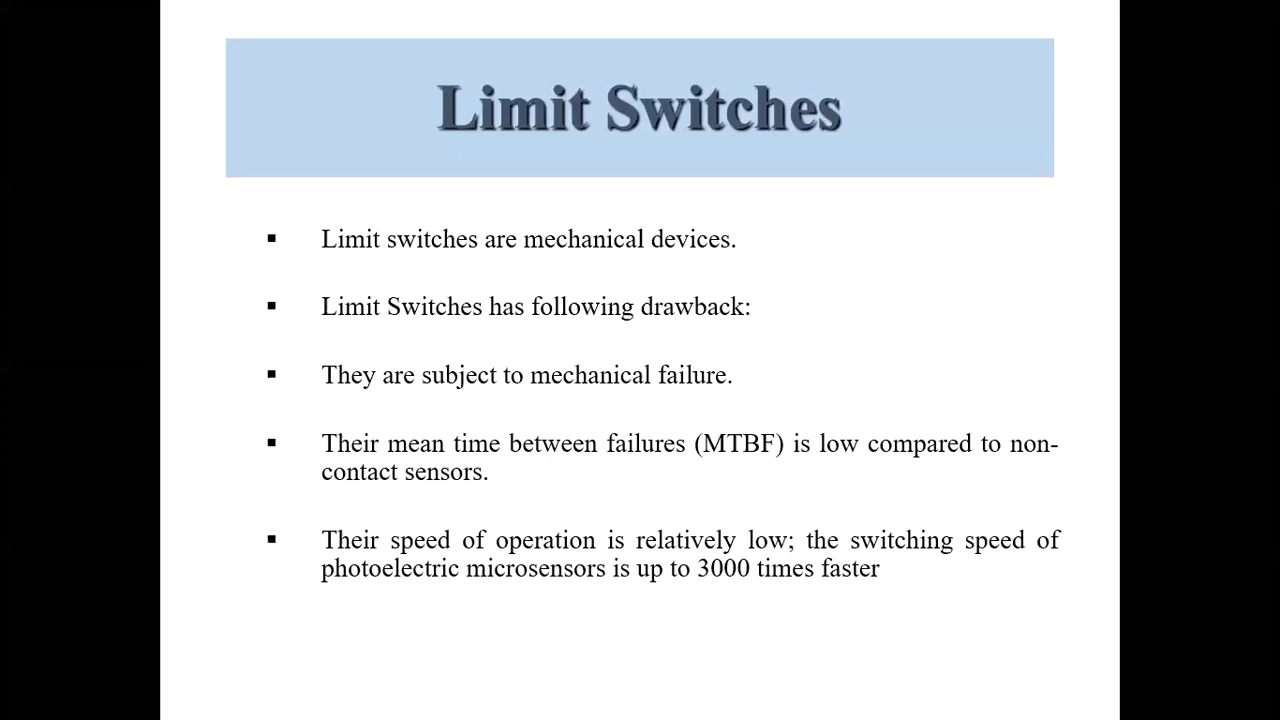 Limit Switches
▪ Limit switches are mechanical devices.
▪ Limit Switches has following drawback:
▪ They are subject to mechanical failure.
▪ Their mean time between failures (MTBF) is low compared to non-
contact sensors.
▪ Their speed of operation is relatively low; the switching speed of
photoelectric microsensors is up to 3000 times faster